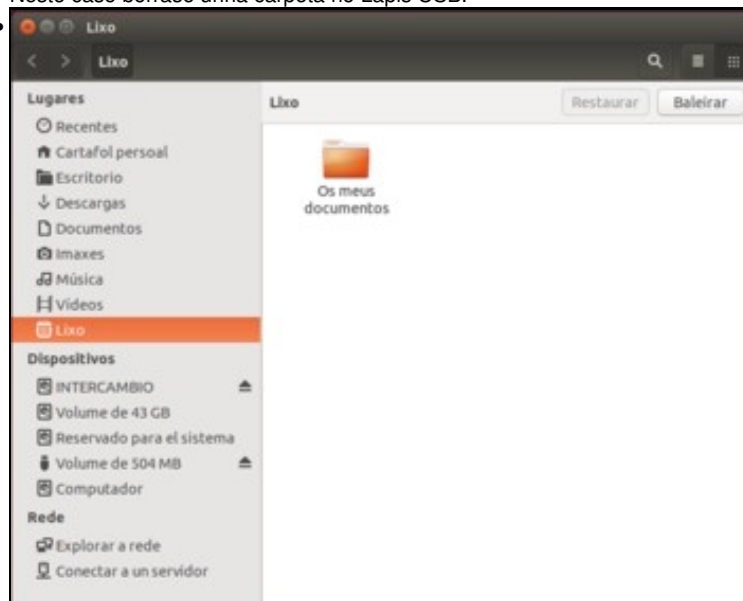 Neste caso bórrase unha carpeta no Lapis USB.
Lixo
Lixo
Lugares
Recentes
Cartafol persoal
Escritorio
Descargas
Documentos
Imaxes
Música
Vídeos
Lixo
Dispositivos
INTERCAMBIO
Volume de 43 GB
Reservado para el sistema
Volume de 504 MB
Computador
Rede
Explorar a rede
Conectar a un servidor
Lixo
Restaurar
Baleirar
Os meus
documentos